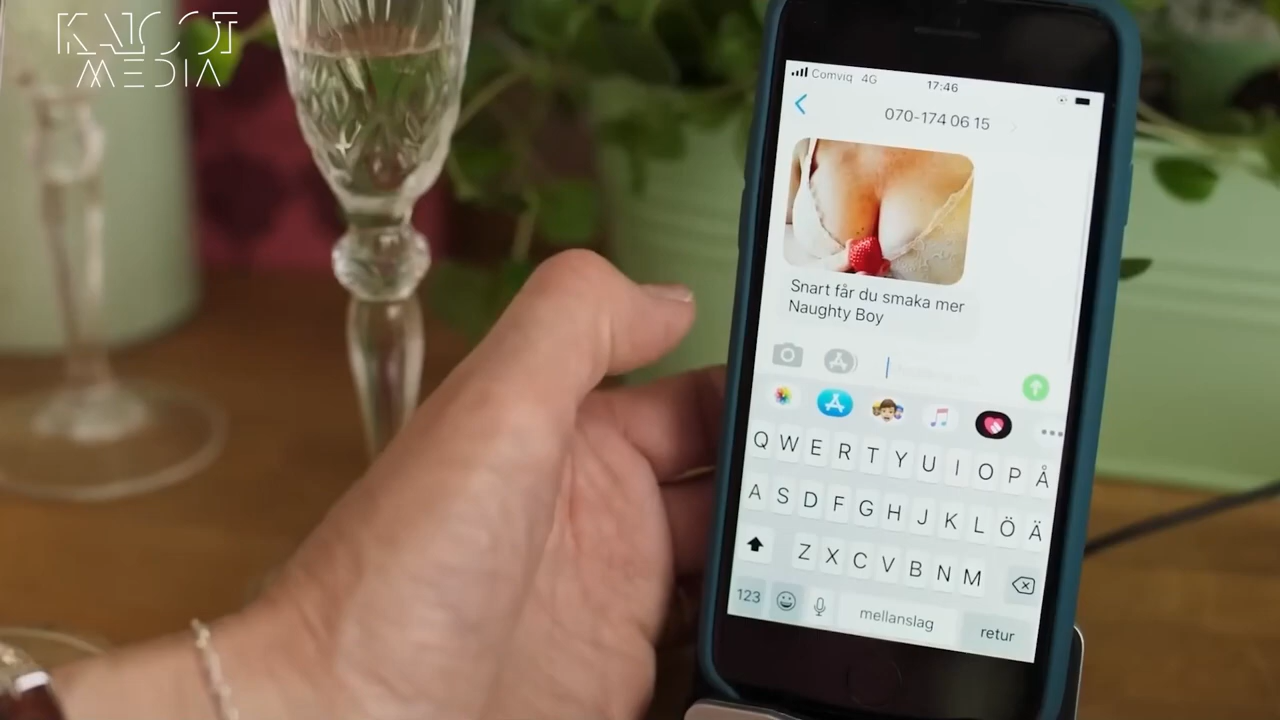 KATCOT
MEDIA
Comviq 4G
17:46
070-174 06 15
Snart får du smaka mer
Naughty Boy
Q W E R T Y U I O P Å
A S D F G H J K L Ö Ä
Z X C V B N M
123
mellanslag
retur